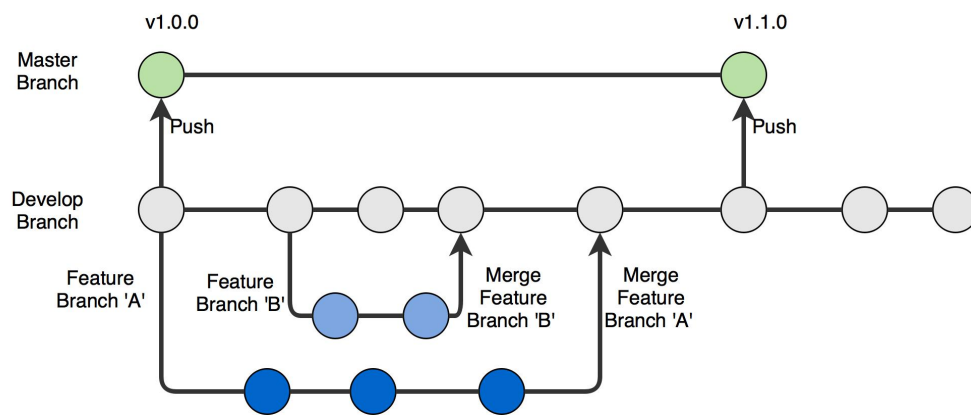 v1.0.0
v1.1.0
Master
Branch
Push
Push
Develop
Branch
Feature
Branch 'A'
Feature
Branch 'B'
Merge
Feature
Branch 'B'
Merge
Feature
Branch 'A'